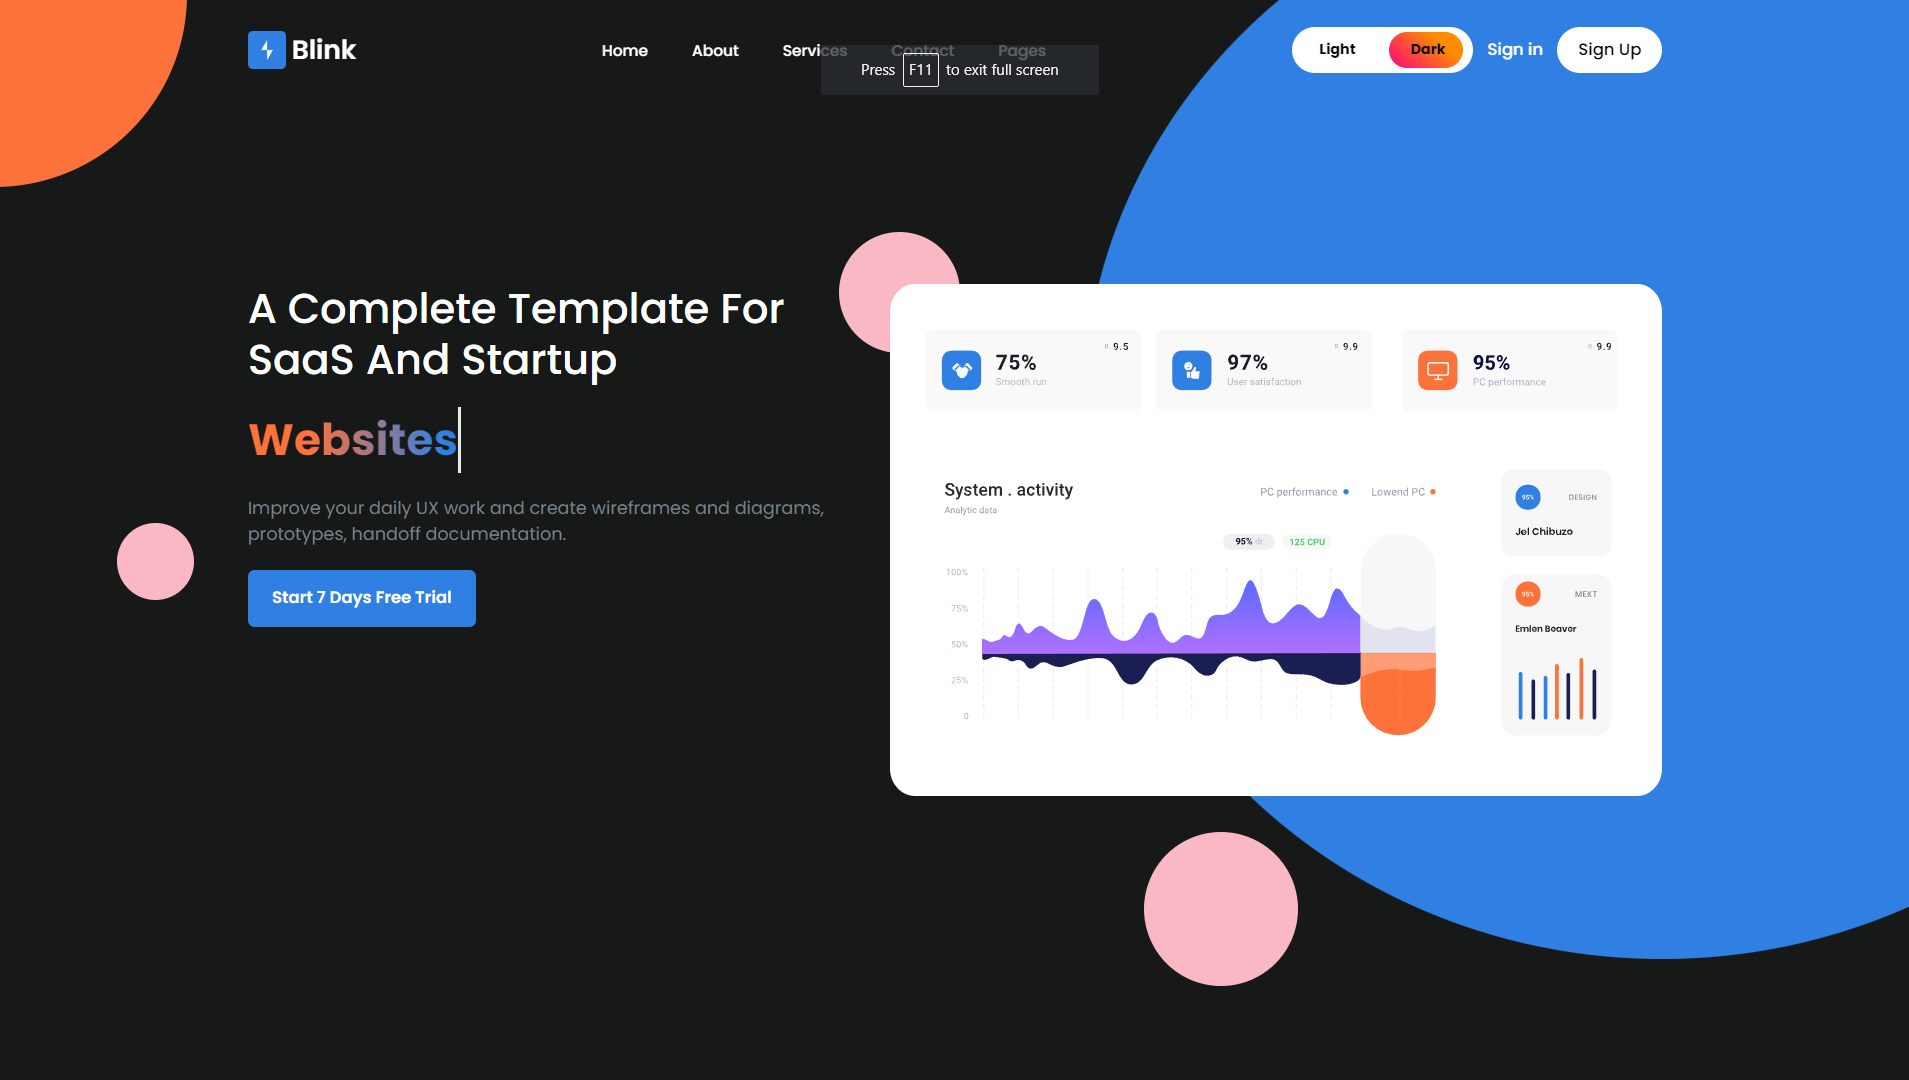 Blink
Home About Services Contact Pages
Press F11 to exit full screen
Light Dark Sign in Sign Up
A Complete Template For
SaaS And Startup
Websites
Improve your daily UX work and create wireframes and diagrams,
prototypes, handoff documentation.
Start 7 Days Free Trial
75%
Smooth run
R. 9.5
97%
User satisfaction
R. 9.9
95%
PC performance
R. 9.9
System . activity
Analytic data
PC performance
Lowend PC
95% dr
125 CPU
100%
75%
50%
25%
0
95%
DESIGN
Jel Chibuzo
95%
MEKT
Emlen Beaver